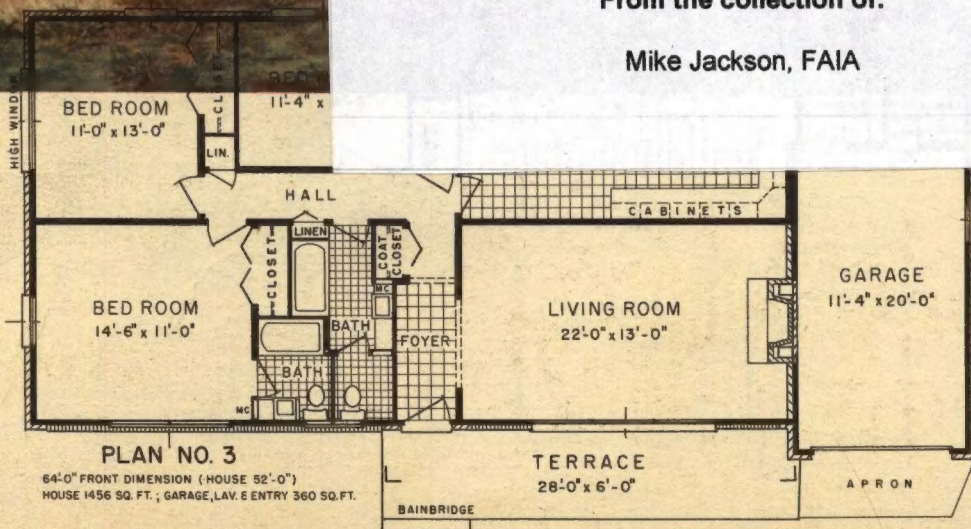 From the collection of:
Mike Jackson, FAIA
HIGH WINDOW
BED ROOM
11'-0" x 13'-0"
LIN.
11'-4" x
HALL
CABINETS
LINEN
CLOSET
COAT
CLOSET
MC
BED ROOM
14'-6" x 11'-0"
BATH
BATH
MC
FOYER
LIVING ROOM
22'-0" x 13'-0"
GARAGE
11'-4" x 20'-0"
PLAN NO. 3
64'-0" FRONT DIMENSION (HOUSE 52'-0")
HOUSE 1456 SQ. FT.; GARAGE, LAV. & ENTRY 360 SQ. FT.
TERRACE
28'-0" x 6'-0"
APRON
BAINBRIDGE